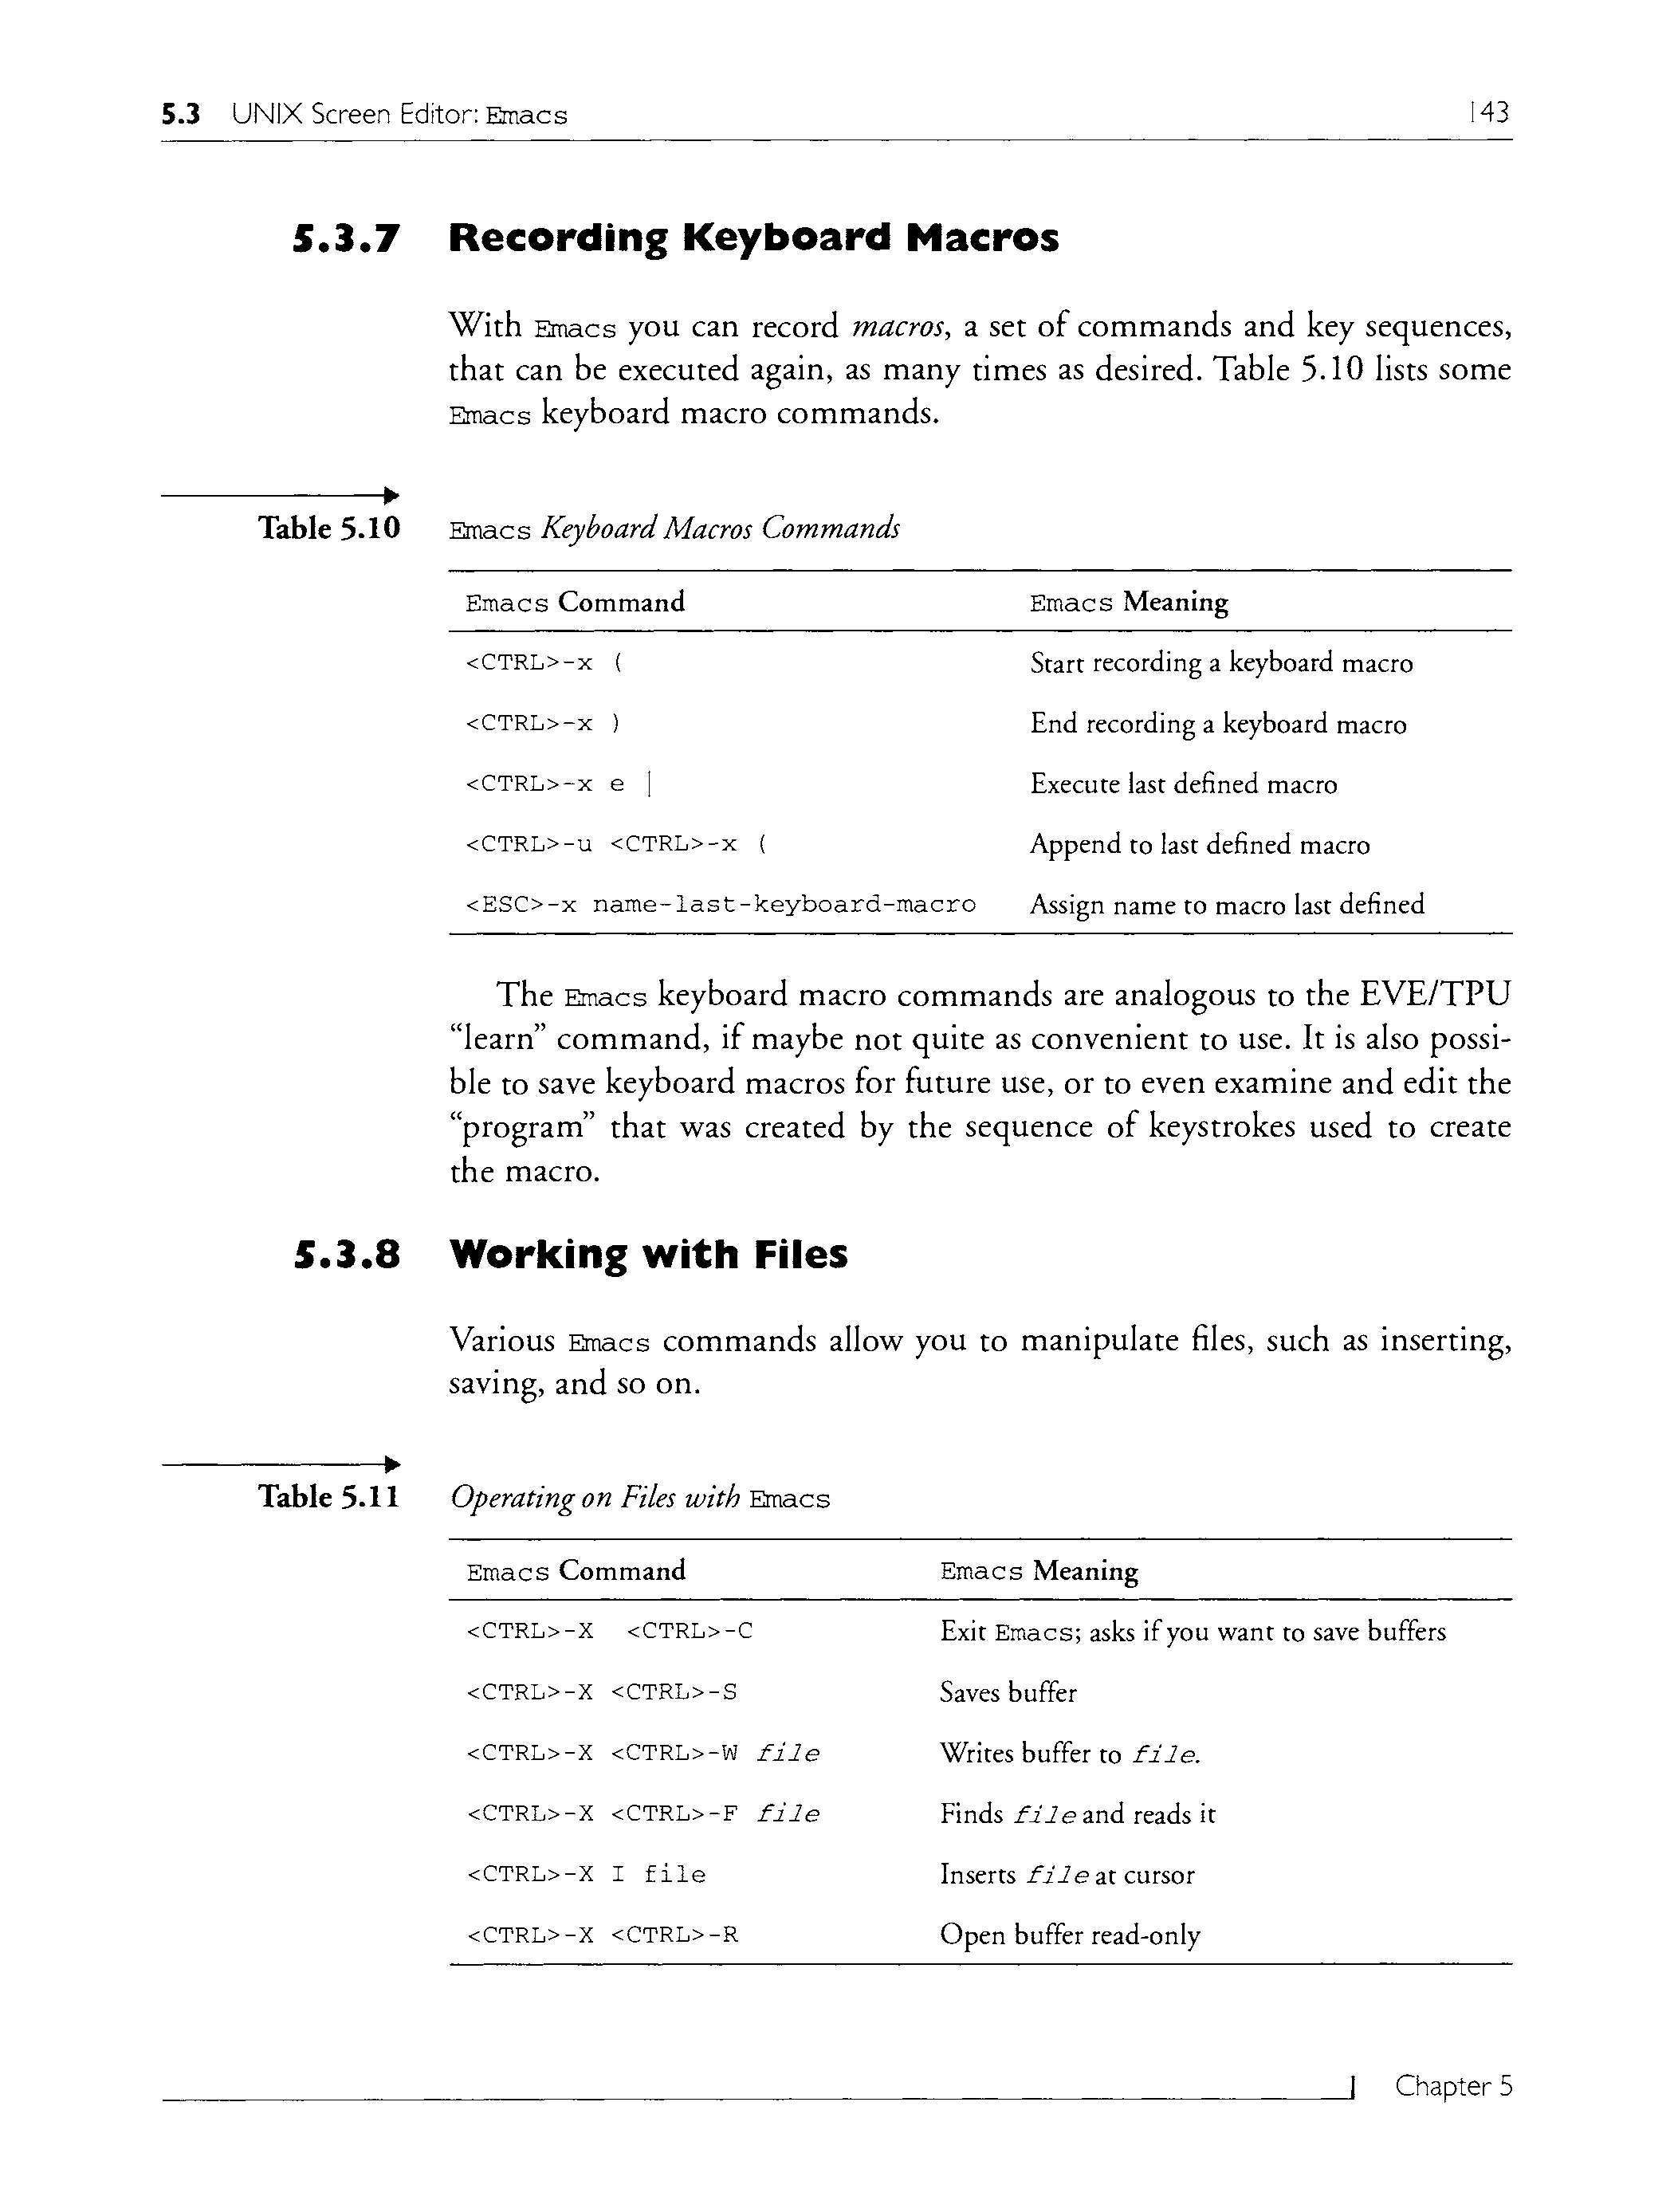 5.3 UNIX Screen Editor: Emacs 143
5.3.7 Recording Keyboard Macros
With Emacs you can record macros, a set of commands and key sequences,
that can be executed again, as many times as desired. Table 5.10 lists some
Emacs keyboard macro commands.
Table 5.10 Emacs Keyboard Macros Commands
Emacs Command Emacs Meaning
<CTRL>-x ( Start recording a keyboard macro
<CTRL>-x ) End recording a keyboard macro
<CTRL>-x e | Execute last defined macro
<CTRL>-u <CTRL>-x ( Append to last defined macro
<ESC>-x name-last-keyboard-macro Assign name to macro last defined
The Emacs keyboard macro commands are analogous to the EVE/TPU
“learn” command, if maybe not quite as convenient to use. It is also possi-
ble to save keyboard macros for future use, or to even examine and edit the
“program” that was created by the sequence of keystrokes used to create
the macro.
5.3.8 Working with Files
Various Emacs commands allow you to manipulate files, such as inserting,
saving, and so on.
Table 5.11 Operating on Files with Emacs
Emacs Command Emacs Meaning
<CTRL>-X <CTRL>-C Exit Emacs; asks if you want to save buffers
<CTRL>-X <CTRL>-S Saves buffer
<CTRL>-X <CTRL>-W file Writes buffer to file.
<CTRL>-X <CTRL>-F file Finds file and reads it
<CTRL>-X I file Inserts file at cursor
<CTRL>-X <CTRL>-R Open buffer read-only
Chapter 5